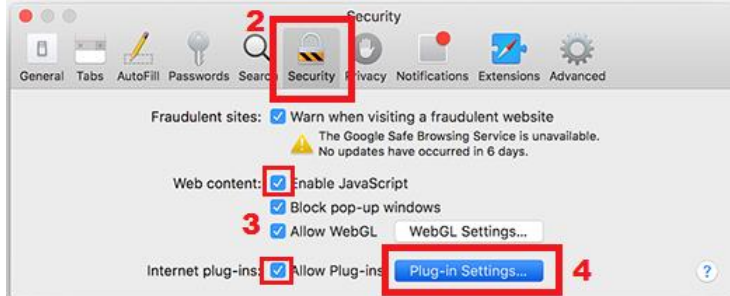 Security
2
General Tabs AutoFill Passwords Search Security Privacy Notifications Extensions Advanced
Fraudulent sites: Warn when visiting a fraudulent website
The Google Safe Browsing Service is unavailable.
No updates have occurred in 6 days.
Web content: Enable JavaScript
Block pop-up windows
3
Allow WebGL WebGL Settings...
Internet plug-ins: Allow Plug-ins Plug-in Settings... 4 ?